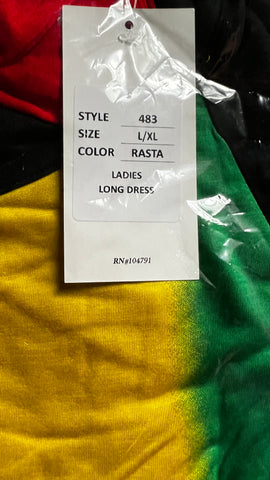 STYLE 483
SIZE L/XL
COLOR RASTA
LADIES
LONG DRESS
RN#104791